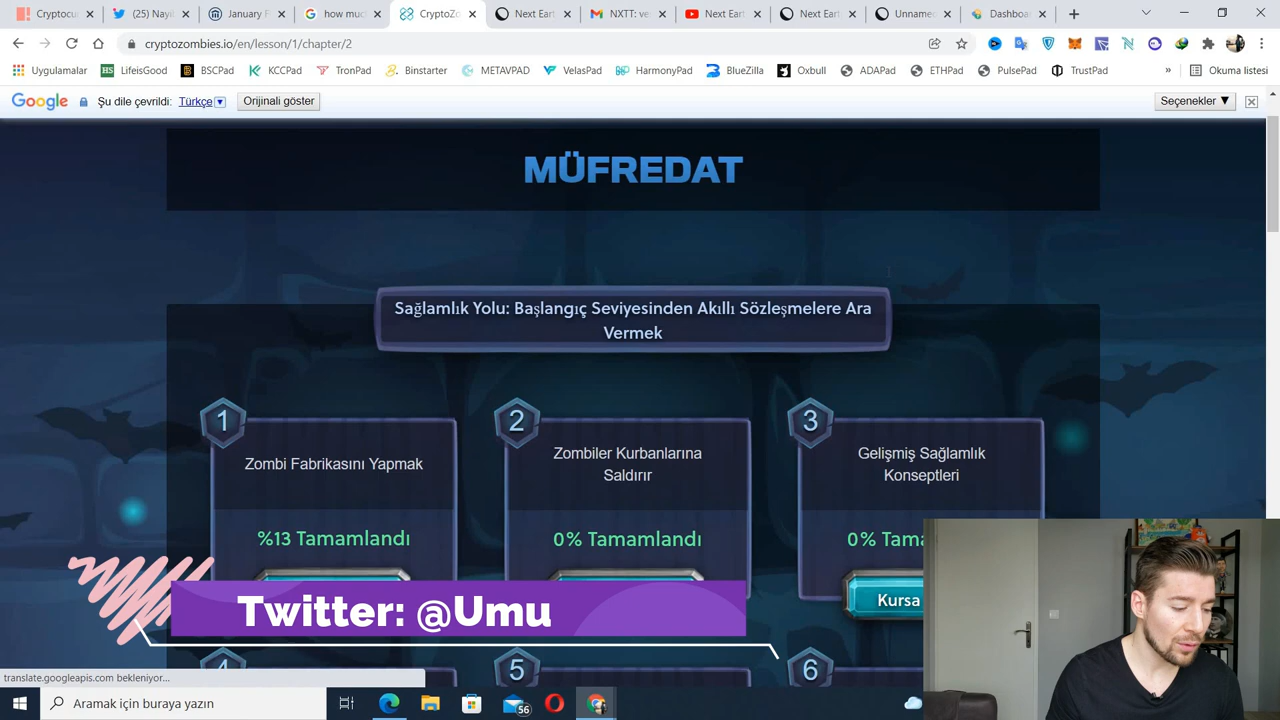 Cryptocu
(25) Nayit
January F
how much
CryptoZo
Next Eart
NXTT: ve
Next Eart
Next Eart
Unnamed
Dashboa
cryptozombies.io/en/lesson/1/chapter/2
Uygulamalar
LifeisGood
BSCPad
KCCPad
TronPad
Binstarter
METAVPAD
VelasPad
HarmonyPad
BlueZilla
Oxbull
ADAPad
ETHPad
PulsePad
TrustPad
»
Okuma listesi
Google
Şu dile çevrildi:
Türkçe
Orijinali göster
Seçenekler ▼
MÜFREDAT
Sağlamlık Yolu: Başlangıç Seviyesinden Akıllı Sözleşmelere Ara
Vermek
1
2
3
Zombi Fabrikasını Yapmak
Zombiler Kurbanlarına
Saldırır
Gelişmiş Sağlamlık
Konseptleri
%13 Tamamlandı
0% Tamamlandı
0% Tama
Kursa
Twitter: @Umu
4
5
6
translate.googleapis.com bekleniyor...
Aramak için buraya yazın
56